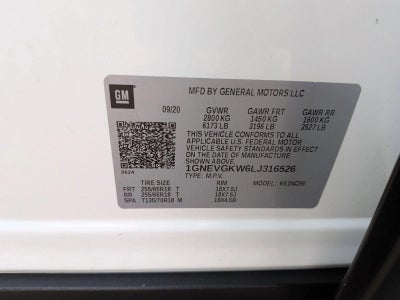 GM
MFD BY GENERAL MOTORS LLC
09/20 GVWR GAWR FRT GAWR RR
2800 KG 1450 KG 1600 KG
6173 LB 3196 LB 3527 LB
THIS VEHICLE CONFORMS TO ALL
APPLICABLE U.S. FEDERAL MOTOR
VEHICLE SAFETY STANDARDS IN
EFFECT ON THE DATE OF MANUFACTURE
SHOWN ABOVE.
1GNEVGKW6LJ316526
0624 TYPE: M.P.V. MODEL:
TIRE SIZE RIM
FRT 255/65R18 T 18X7.5J
RR 255/65R18 T 18X7.5J
SPA T135/70R18 M 18X4.5B